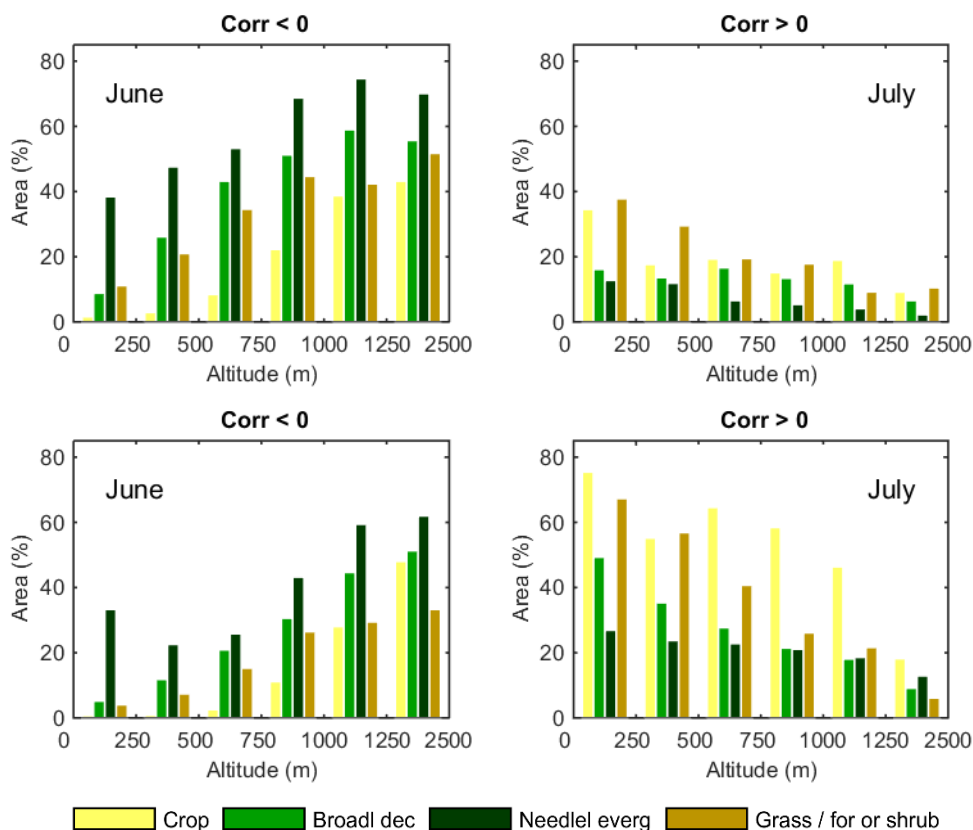 Corr < 0
80
60
40
20
0
Area (%)
June
0 250 500 750 1000 1250 2500
Altitude (m)
Corr > 0
80
60
40
20
0
Area (%)
July
0 250 500 750 1000 1250 2500
Altitude (m)
Corr < 0
80
60
40
20
0
Area (%)
June
0 250 500 750 1000 1250 2500
Altitude (m)
Corr > 0
80
60
40
20
0
Area (%)
July
0 250 500 750 1000 1250 2500
Altitude (m)
Crop Broadl dec Needlel everg Grass / for or shrub